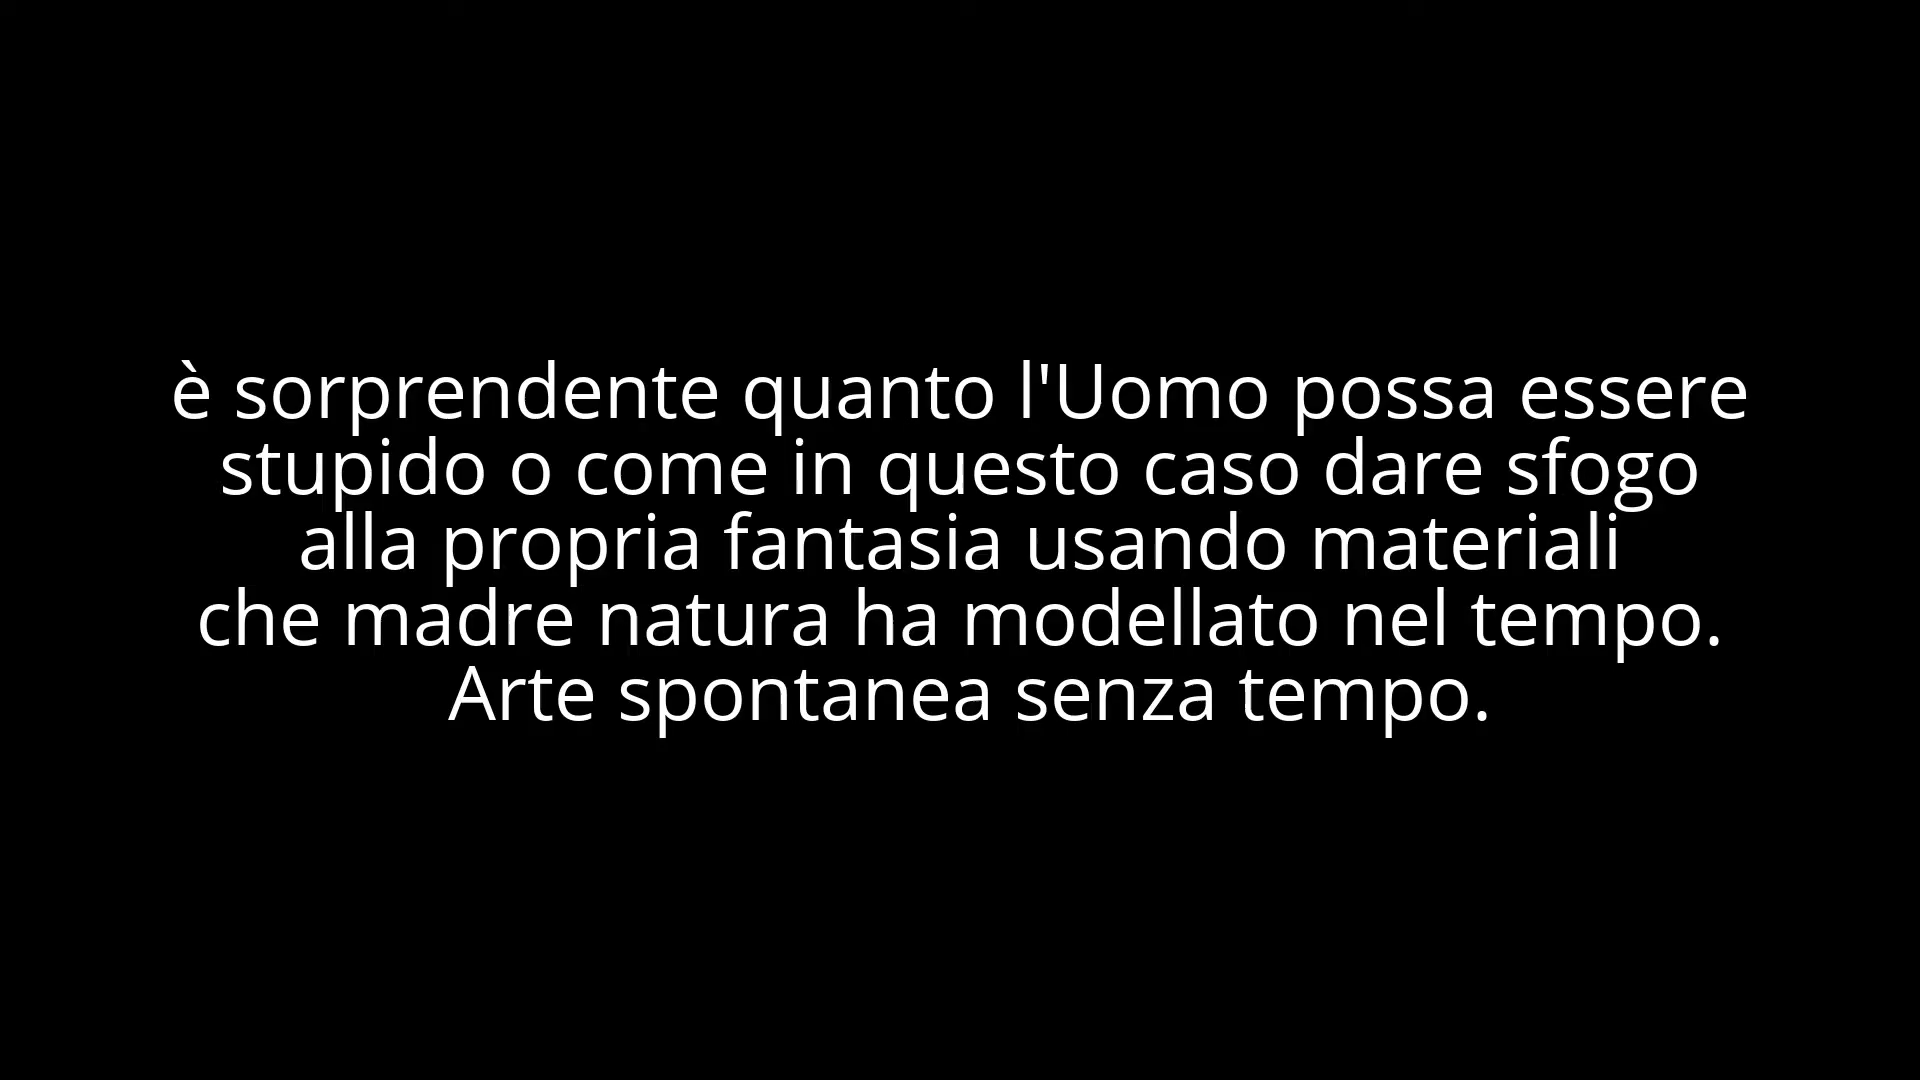 è sorprendente quanto l'Uomo possa essere
stupido o come in questo caso dare sfogo
alla propria fantasia usando materiali
che madre natura ha modellato nel tempo.
Arte spontanea senza tempo.